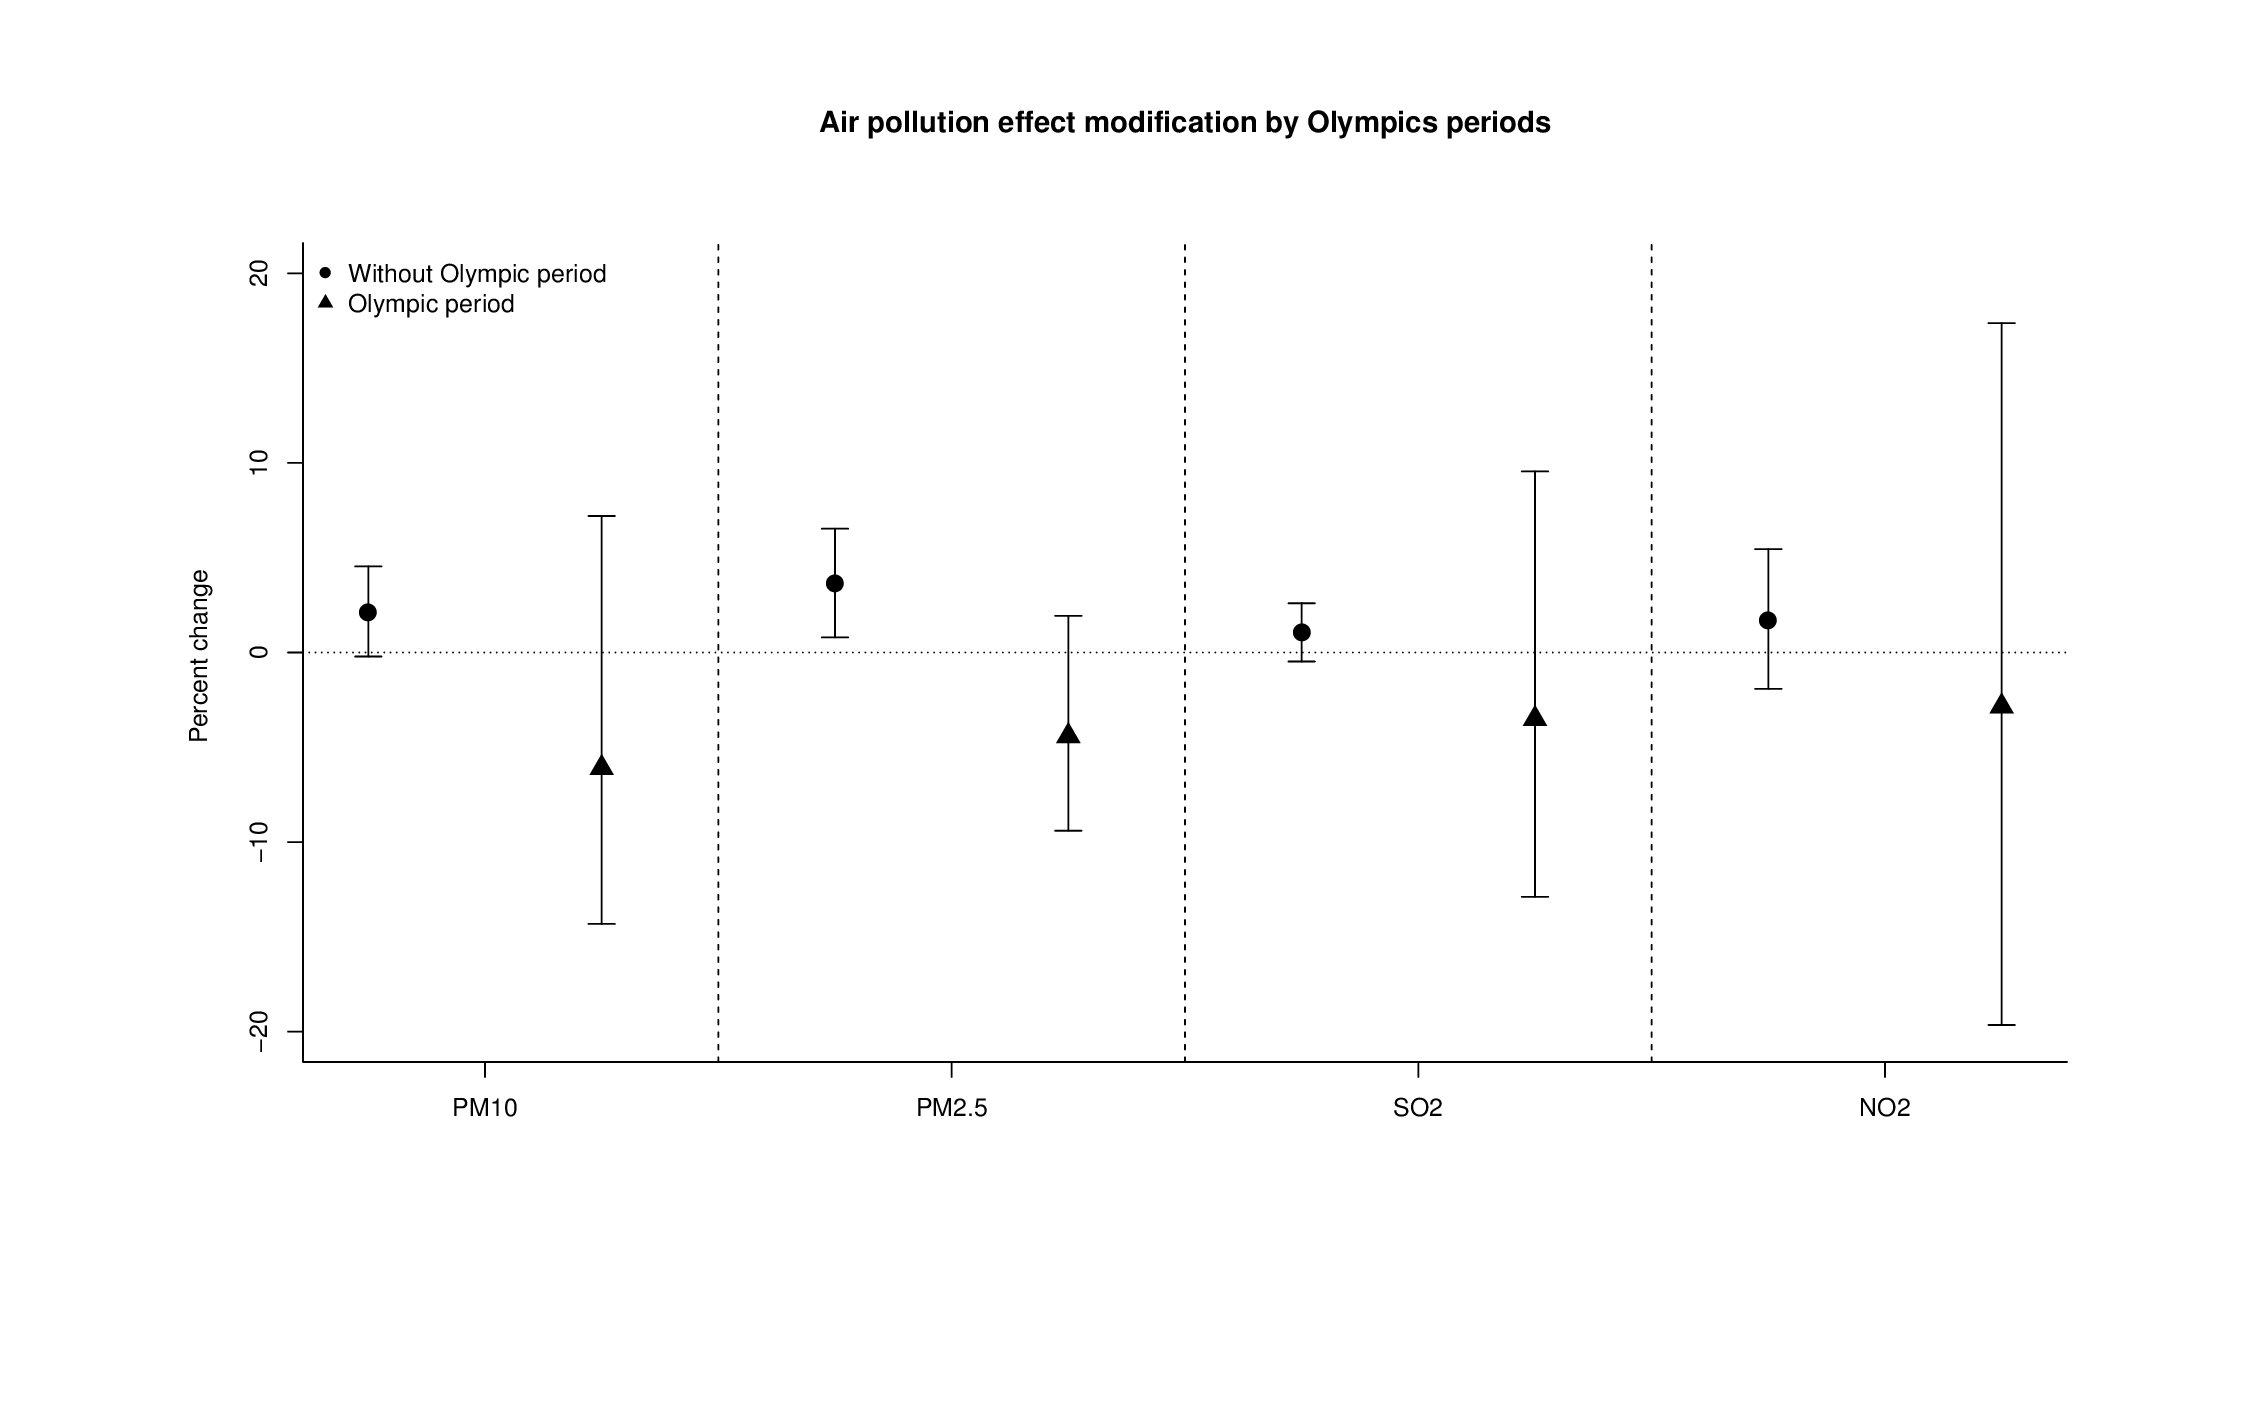 Air pollution effect modification by Olympics periods
Without Olympic period
Olympic period
Percent change
20
10
0
−10
−20
PM10
PM2.5
SO2
NO2